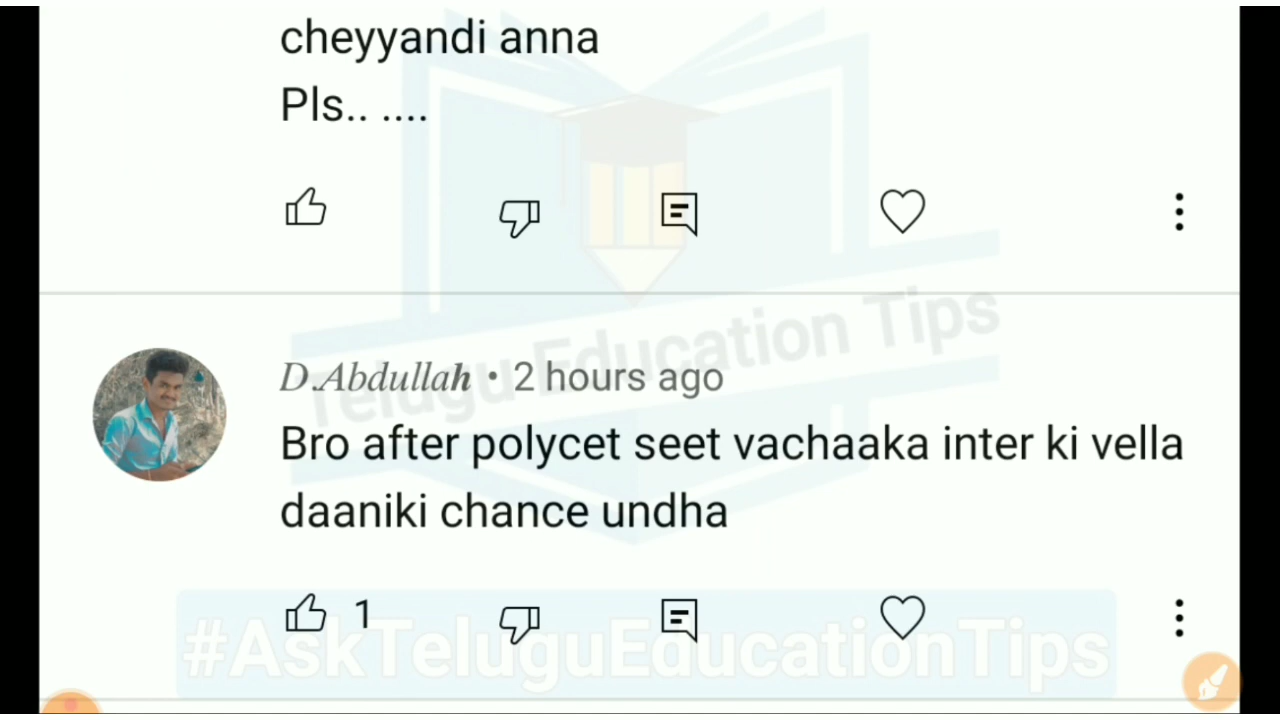 cheyyandi anna
Pls.. ....
Telugu Education Tips
D.Abdullah • 2 hours ago
Bro after polycet seet vachaaka inter ki vella
daaniki chance undha
1
#AskTeluguEducationTips